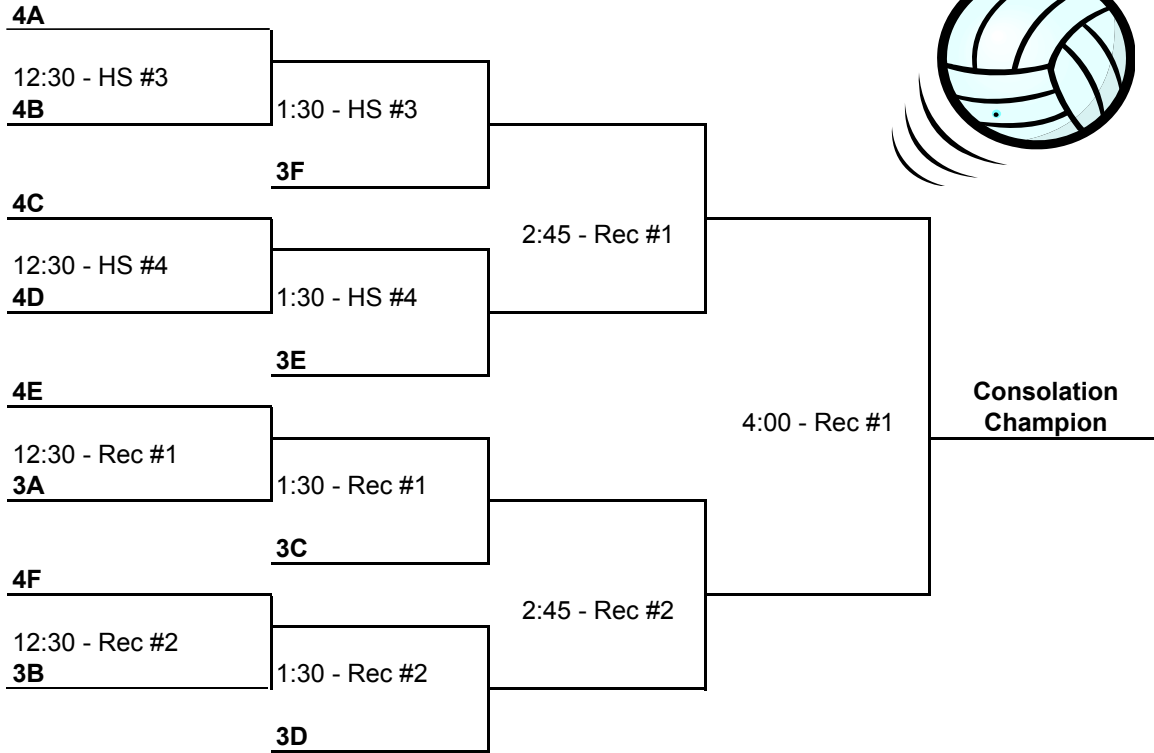 4A
12:30 - HS #3
4B
1:30 - HS #3
3F
4C
2:45 - Rec #1
12:30 - HS #4
4D
1:30 - HS #4
3E
4E
Consolation
Champion
4:00 - Rec #1
12:30 - Rec #1
3A
1:30 - Rec #1
3C
4F
2:45 - Rec #2
12:30 - Rec #2
3B
1:30 - Rec #2
3D